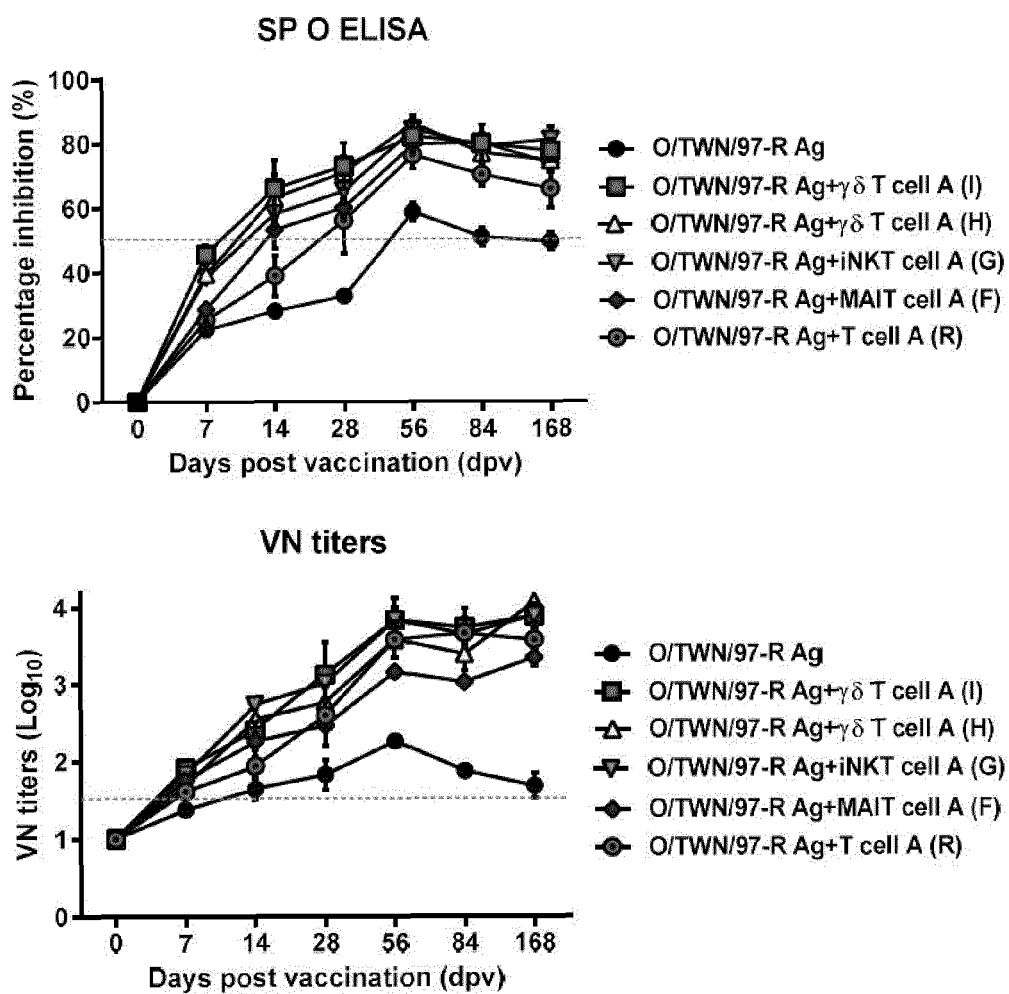 SP O ELISA
Percentage inhibition (%)
100
80
60
40
20
0
0 7 14 28 56 84 168
Days post vaccination (dpv)
O/TWN/97-R Ag
O/TWN/97-R Ag+γδ T cell A (I)
O/TWN/97-R Ag+γδ T cell A (H)
O/TWN/97-R Ag+iNKT cell A (G)
O/TWN/97-R Ag+MAIT cell A (F)
O/TWN/97-R Ag+T cell A (R)
VN titers
VN titers (Log10)
4
3
2
1
0
0 7 14 28 56 84 168
Days post vaccination (dpv)
O/TWN/97-R Ag
O/TWN/97-R Ag+γδ T cell A (I)
O/TWN/97-R Ag+γδ T cell A (H)
O/TWN/97-R Ag+iNKT cell A (G)
O/TWN/97-R Ag+MAIT cell A (F)
O/TWN/97-R Ag+T cell A (R)